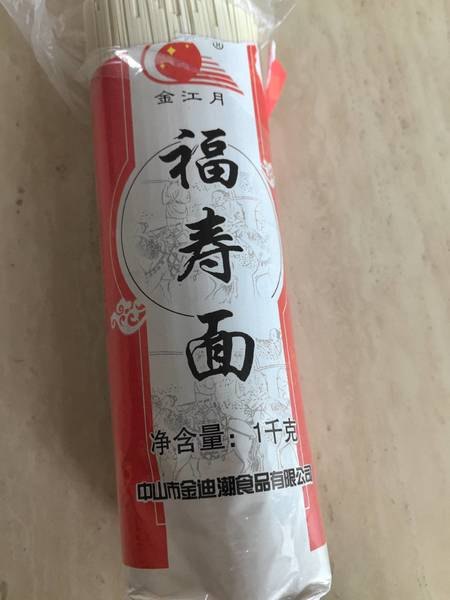 金江月
福寿面
净含量：1千克
中山市金迪潮食品有限公司